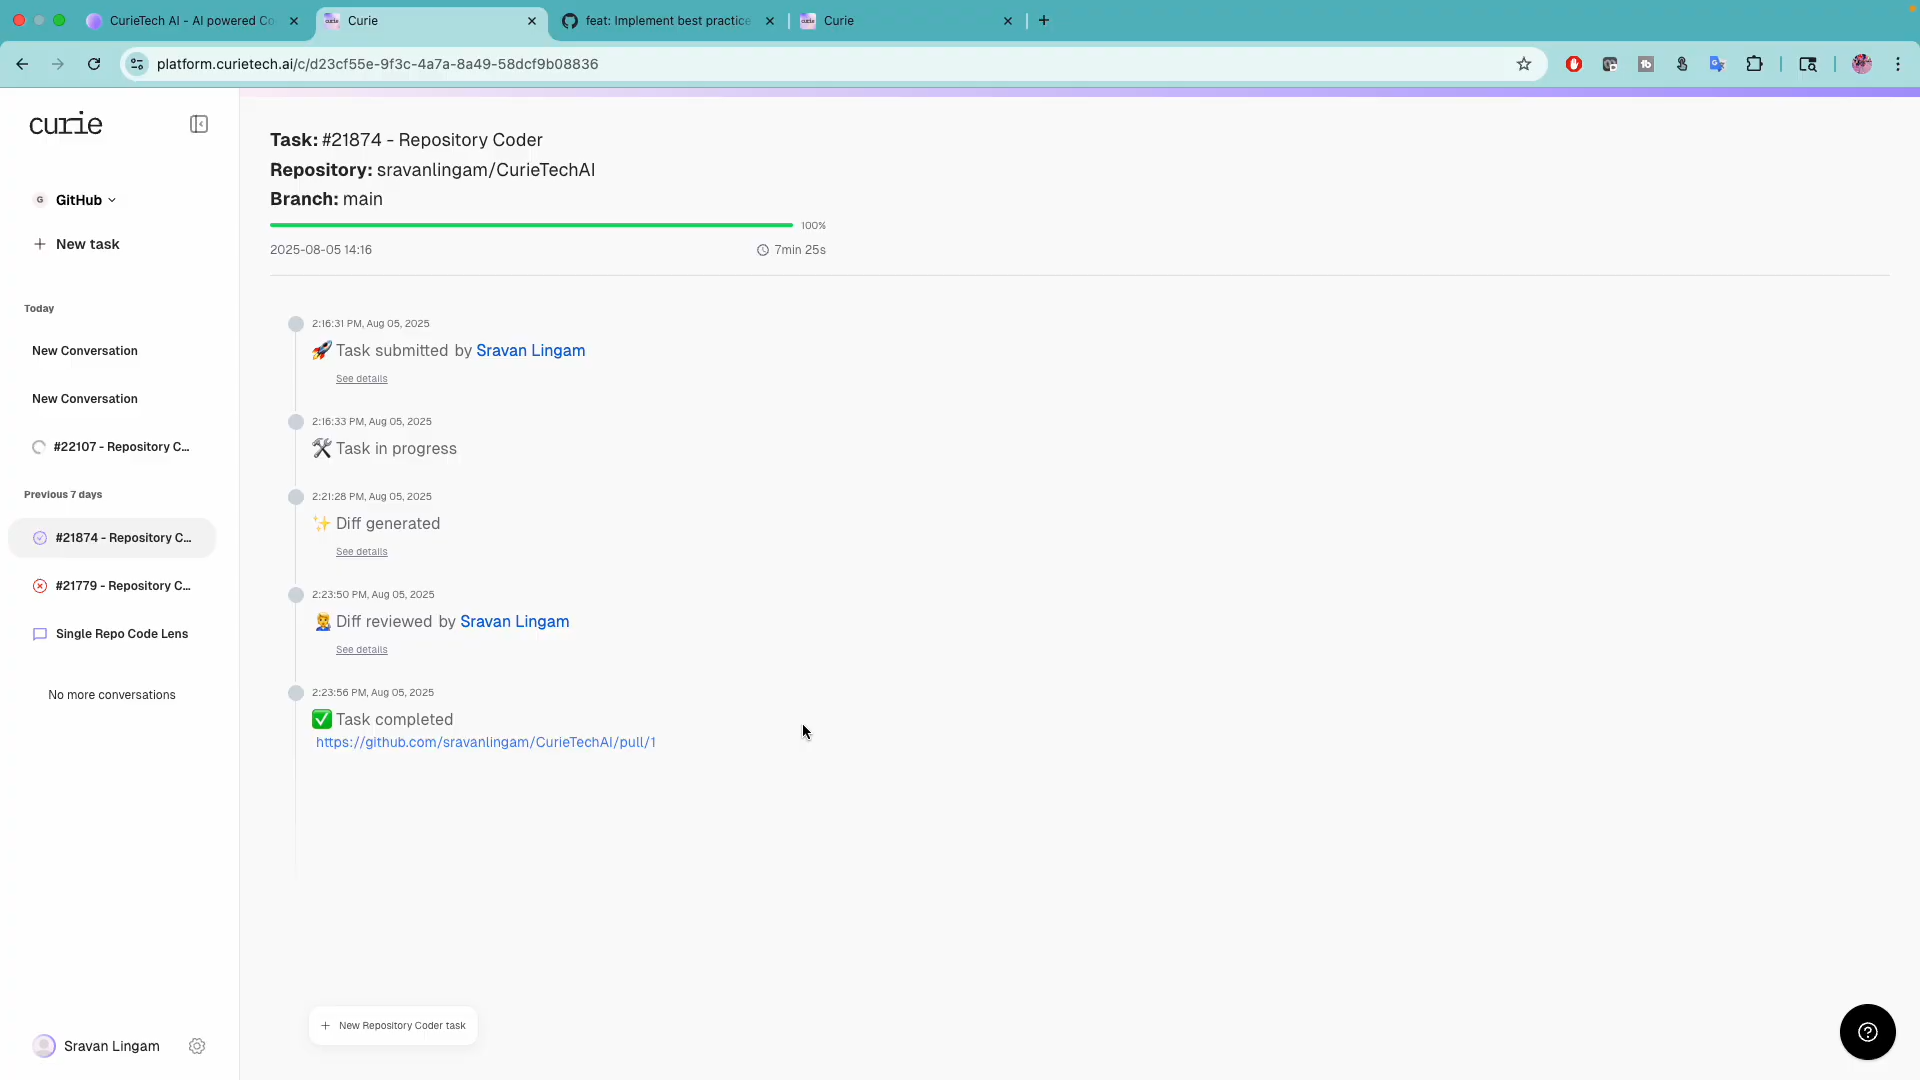 CurieTech AI - AI powered Co
Curie
feat: Implement best practice
Curie
platform.curietech.ai/c/d23cf55e-9f3c-4a7a-8a49-58dcf9b08836
curie
G GitHub
New task
Today
New Conversation
New Conversation
#22107 - Repository C...
Previous 7 days
#21874 - Repository C...
#21779 - Repository C...
Single Repo Code Lens
No more conversations
Sravan Lingam
Task: #21874 - Repository Coder
Repository: sravanlingam/CurieTechAI
Branch: main
100%
2025-08-05 14:16
7min 25s
2:16:31 PM, Aug 05, 2025
Task submitted by Sravan Lingam
See details
2:16:33 PM, Aug 05, 2025
Task in progress
2:21:28 PM, Aug 05, 2025
Diff generated
See details
2:23:50 PM, Aug 05, 2025
Diff reviewed by Sravan Lingam
See details
2:23:56 PM, Aug 05, 2025
Task completed
https://github.com/sravanlingam/CurieTechAI/pull/1
New Repository Coder task